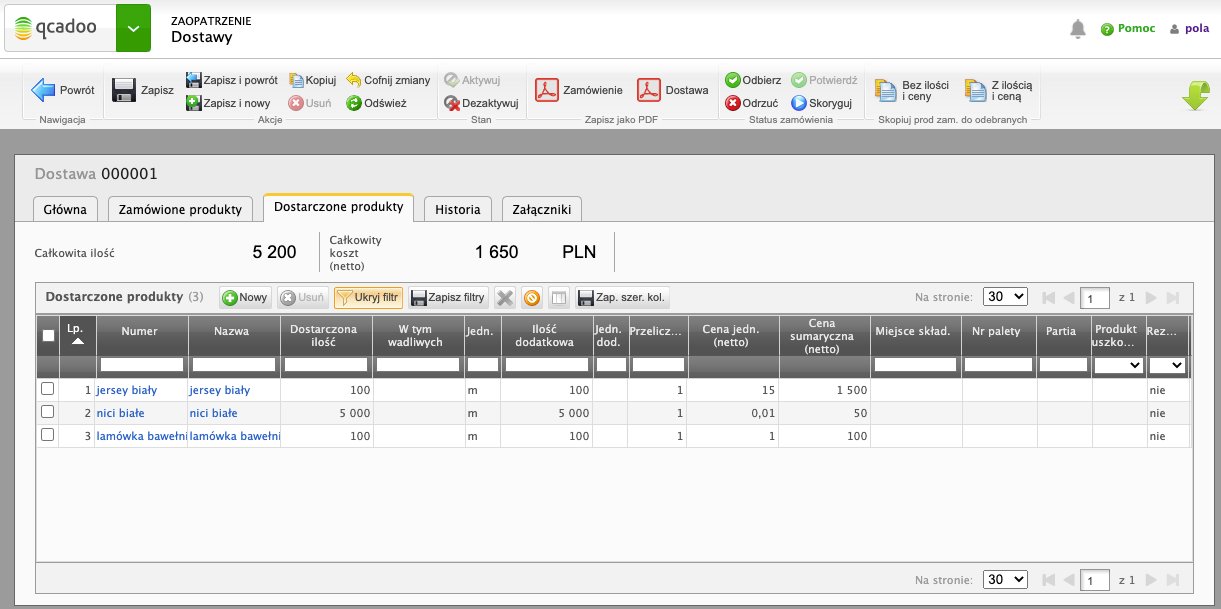 qcadoo
ZAOPATRZENIE
Dostawy
Pomoc
pola
Powrót
Nawigacja
Zapisz
Zapisz i powrót
Zapisz i nowy
Kopiuj
Usuń
Cofnij zmiany
Odśwież
Akcje
Aktywuj
Dezaktywuj
Stan
Zamówienie
Dostawa
Zapisz jako PDF
Odbierz
Odrzuć
Potwierdź
Skoryguj
Status zamówienia
Bez ilości
i ceny
Z ilością
i ceną
Skopiuj prod zam. do odebranych
Dostawa 000001
Główna
Zamówione produkty
Dostarczone produkty
Historia
Załączniki
Całkowita ilość
5 200
Całkowity
koszt
(netto)
1 650
PLN
Dostarczone produkty (3)
Nowy
Usuń
Ukryj filtr
Zapisz filtry
Zap. szer. kol.
Na stronie: 30
1 z 1
Lp.
Numer
Nazwa
Dostarczona
ilość
W tym
wadliwych
Jedn.
Ilość
dodatkowa
Jedn.
dod.
Przelicz...
Cena jedn.
(netto)
Cena
sumaryczna
(netto)
Miejsce skład.
Nr palety
Partia
Produkt
uszko...
Rez...
1 jersey biały jersey biały 100 m 100 1 15 1 500 nie
2 nici białe nici białe 5 000 m 5 000 1 0,01 50 nie
3 lamówka bawełni lamówka bawełni 100 m 100 1 1 100 nie
Na stronie: 30
1 z 1